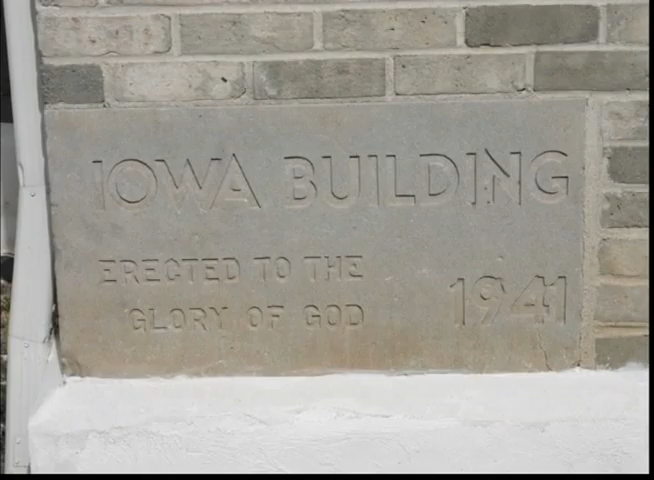 IOWA BUILDING
ERECTED TO THE
GLORY OF GOD
1941